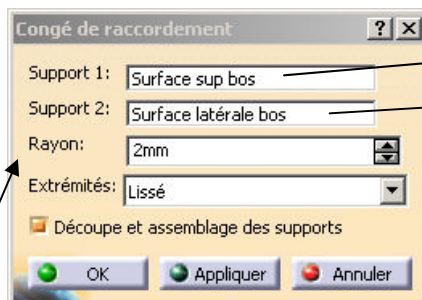 Congé de raccordement
Support 1: Surface sup bos
Support 2: Surface latérale bos
Rayon: 2mm
Extrémités: Lissé
Découpe et assemblage des supports
OK Appliquer Annuler